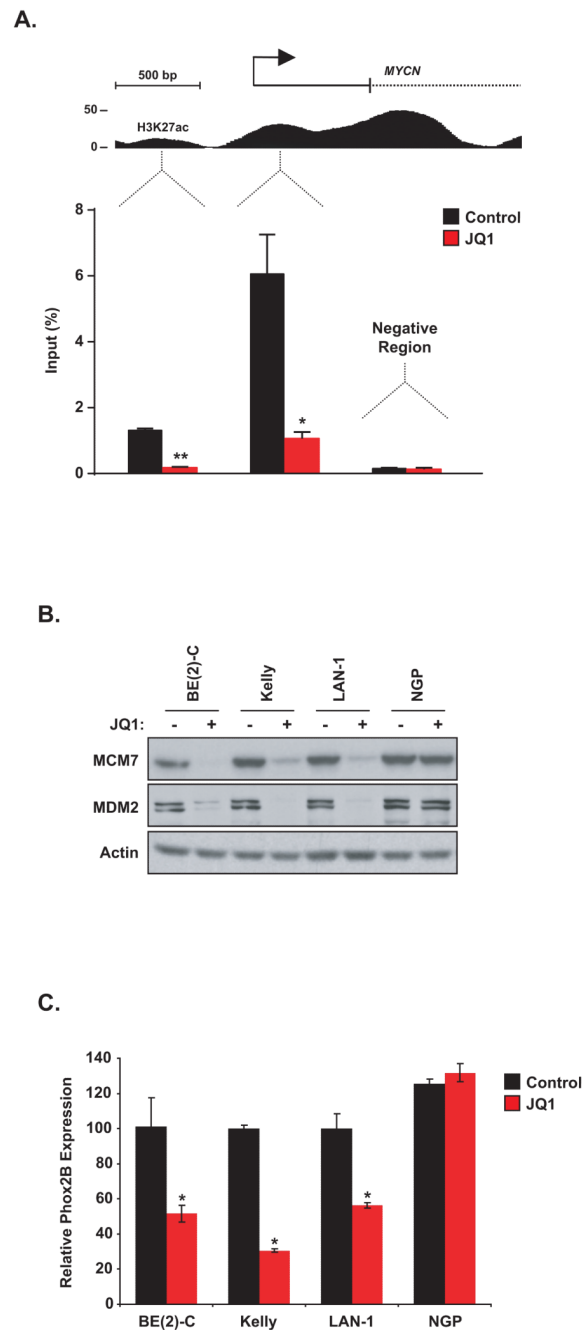 A.
500 bp
MYCN
50
H3K27ac
0
8
Control
JQ1
6
Negative
Region
Input (%)
4
2
*
**
0
B.
BE(2)-C Kelly LAN-1 NGP
JQ1: - + - + - + - +
MCM7
MDM2
Actin
C.
140
Control
JQ1
120
100
80
Relative Phox2B Expression
60
* * *
40
20
0
BE(2)-C Kelly LAN-1 NGP